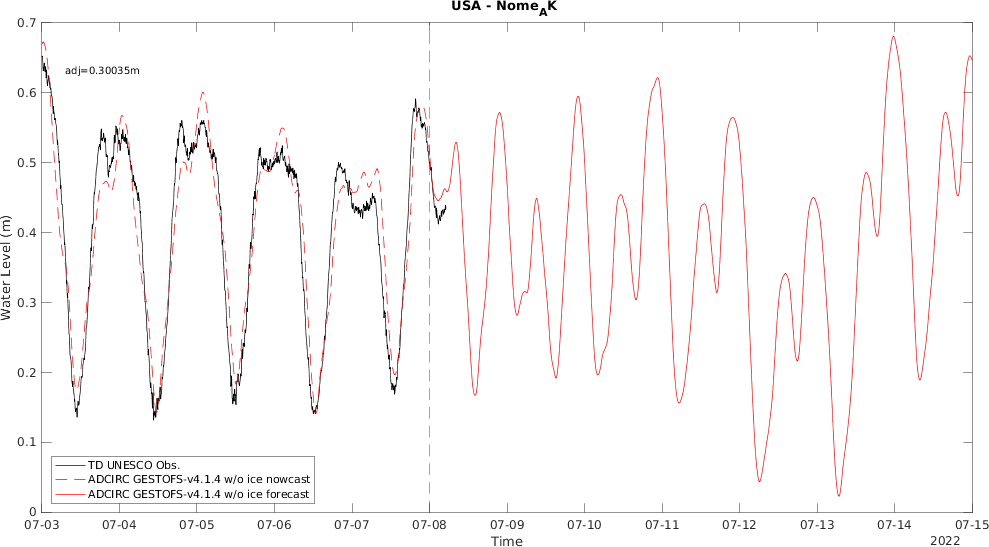 USA - Nome_AK
adj=0.30035m
0.7
0.6
0.5
0.4
0.3
0.2
0.1
0
Water Level (m)
TD UNESCO Obs.
ADCIRC GESTOFS-v4.1.4 w/o ice nowcast
ADCIRC GESTOFS-v4.1.4 w/o ice forecast
07-03 07-04 07-05 07-06 07-07 07-08 07-09 07-10 07-11 07-12 07-13 07-14 07-15
Time
2022